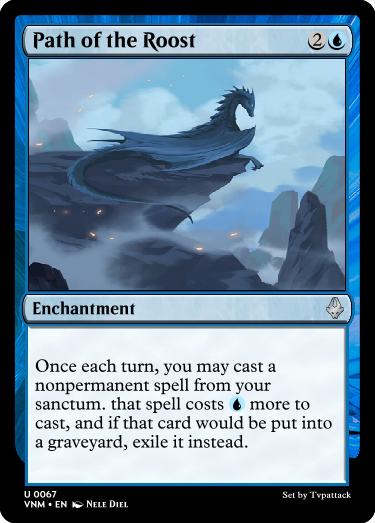 Path of the Roost 2
Enchantment
Once each turn, you may cast a
nonpermanent spell from your
sanctum. that spell costs more to
cast, and if that card would be put into
a graveyard, exile it instead.
U 0067
VNM • EN Nele Diel
Set by Tvpattack